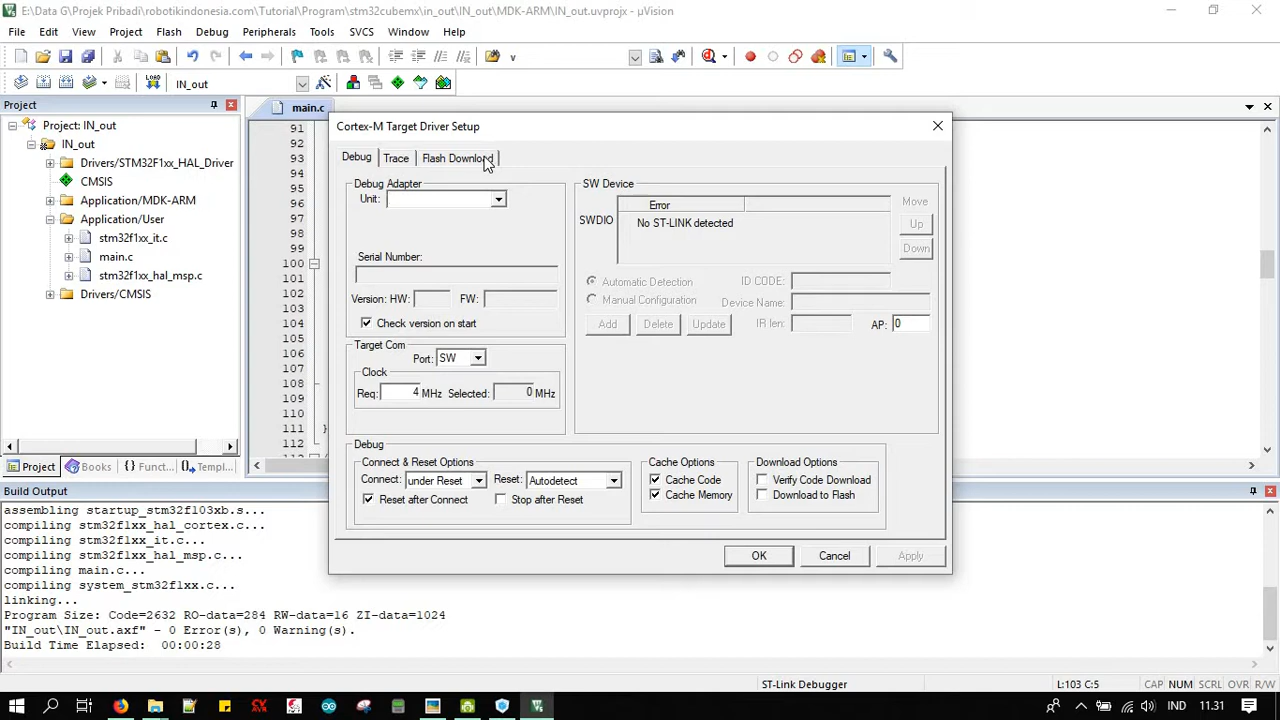 E:\Data G\Projek Pribadi\robotikindonesia.com\Tutorial\Program\stm32cubemx\in_out\IN_out\MDK-ARM\IN_out.uvprojx - µVision
File Edit View Project Flash Debug Peripherals Tools SVCS Window Help
LOAD IN_out
Project
main.c
Project: IN_out
IN_out
Drivers/STM32F1xx_HAL_Driver
CMSIS
Application/MDK-ARM
Application/User
stm32f1xx_it.c
main.c
stm32f1xx_hal_msp.c
Drivers/CMSIS
Project Books {} Funct... Templ...
91
92
93
94
95
96
97
98
99
100
101
102
103
104
105
106
107
108
109
110
111 }
112
Cortex-M Target Driver Setup
Debug Trace Flash Download
Debug Adapter
Unit:
Serial Number:
Version: HW: FW:
Check version on start
Target Com
Port: SW
Clock
Req: 4 MHz Selected: 0 MHz
SW Device
Error
SWDIO No ST-LINK detected
Move
Up
Down
Automatic Detection ID CODE:
Manual Configuration Device Name:
Add Delete Update IR len: AP: 0
Debug
Connect & Reset Options
Connect: under Reset Reset: Autodetect
Reset after Connect Stop after Reset
Cache Options
Cache Code
Cache Memory
Download Options
Verify Code Download
Download to Flash
OK Cancel Apply
Build Output
assembling startup_stm32f103xb.s...
compiling stm32f1xx_hal_cortex.c...
compiling stm32f1xx_it.c...
compiling stm32f1xx_hal_msp.c...
compiling main.c...
compiling system_stm32f1xx.c...
linking...
Program Size: Code=2632 RO-data=284 RW-data=16 ZI-data=1024
"IN_out\IN_out.axf" - 0 Error(s), 0 Warning(s).
Build Time Elapsed: 00:00:28
ST-Link Debugger L:103 C:5 CAP NUM SCRL OVR R/W
IND 11.31